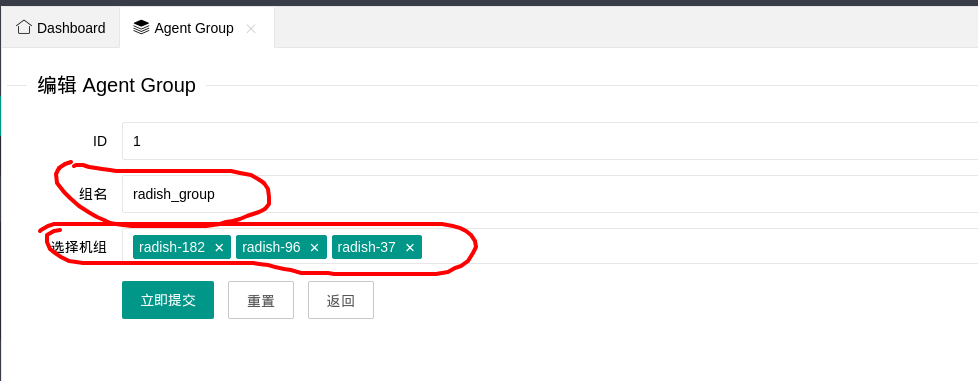 Dashboard Agent Group
编辑 Agent Group
ID 1
组名 radish_group
选择机组 radish-182 × radish-96 × radish-37 ×
立即提交 重置 返回